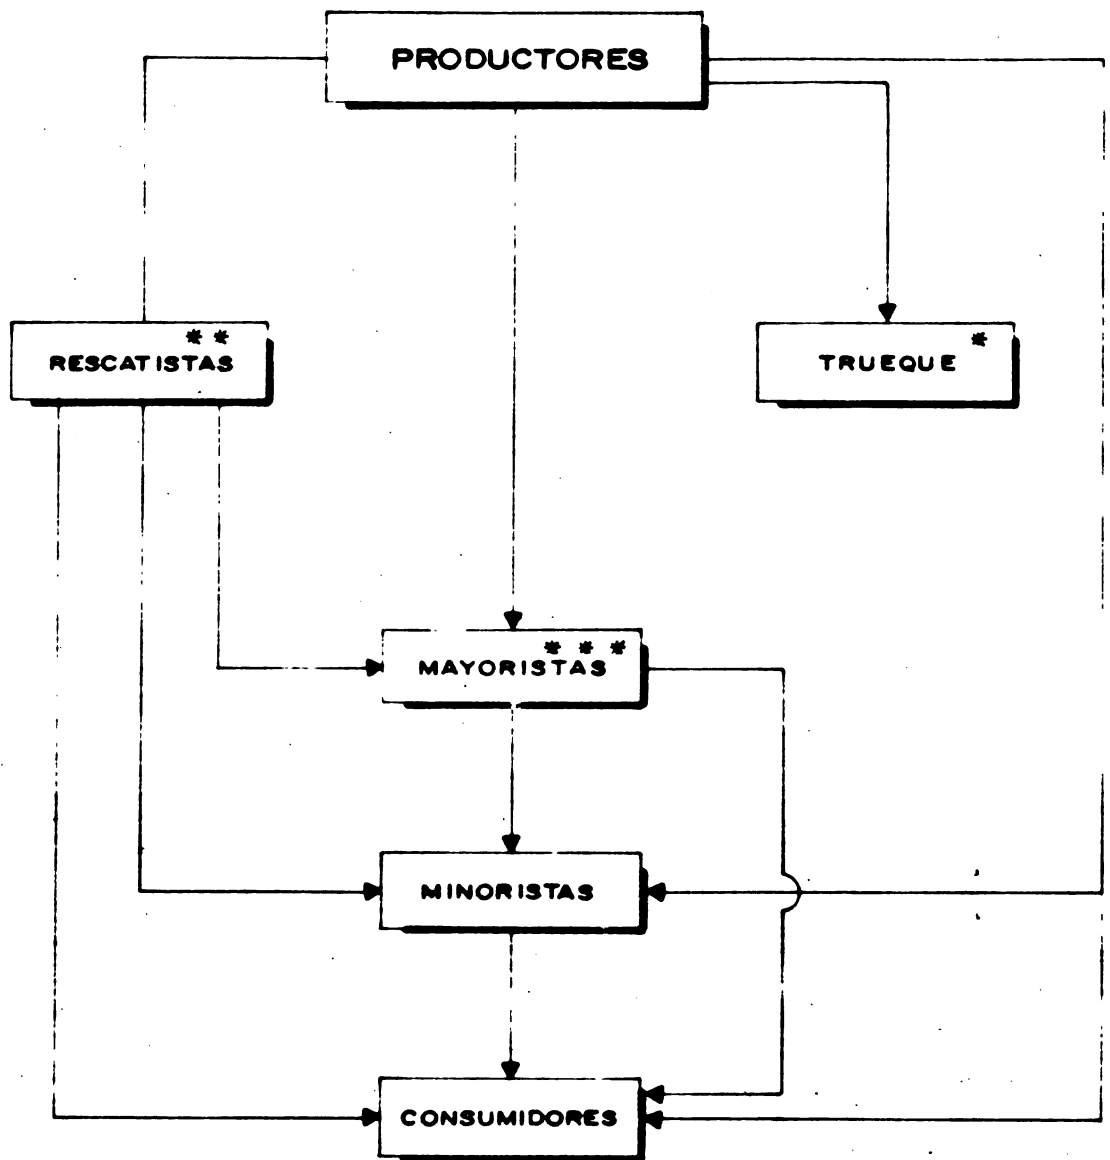 PRODUCTORES
RESCATISTAS **
TRUEQUE *
MAYORISTAS ***
MINORISTAS
CONSUMIDORES